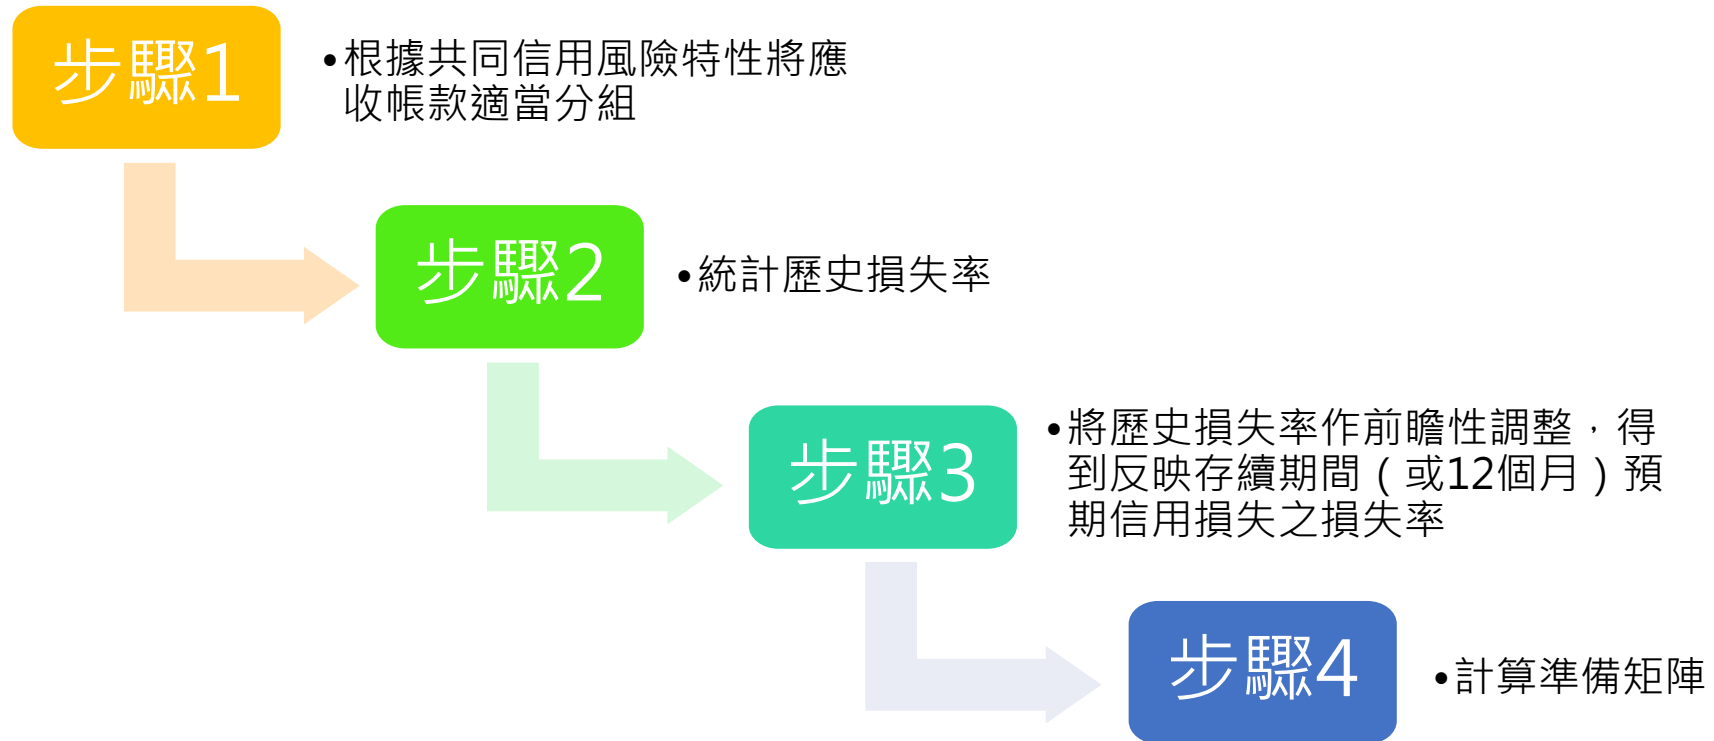 步驟1
•根據共同信用風險特性將應
收帳款適當分組
步驟2
•統計歷史損失率
步驟3
•將歷史損失率作前瞻性調整，得
到反映存續期間（或12個月）預
期信用損失之損失率
步驟4
•計算準備矩陣